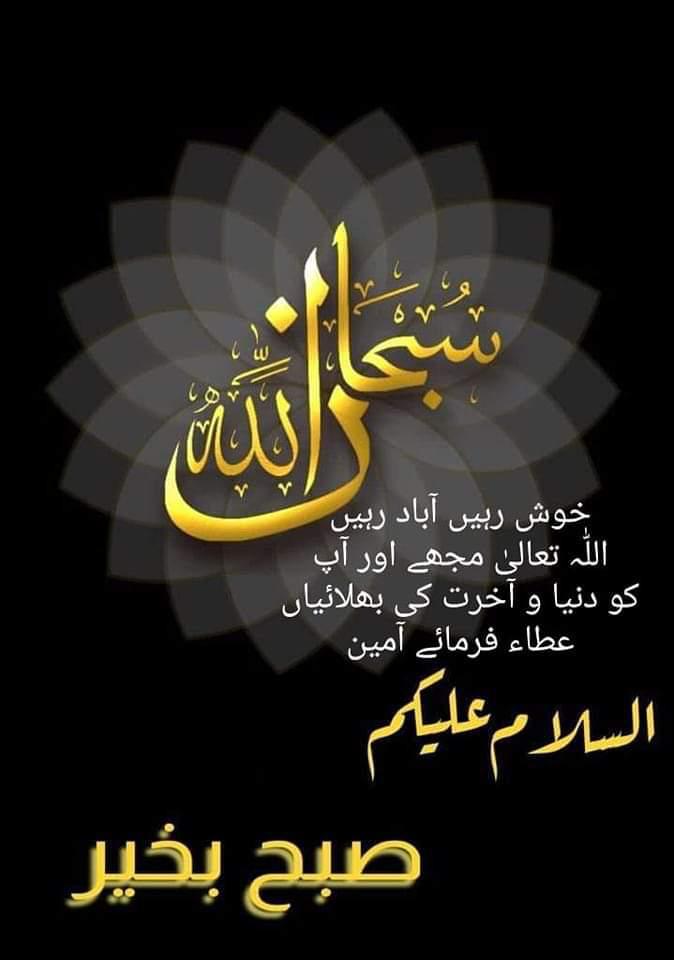 سُبْحَانَ اللّٰهِ
خوش رہیں آباد رہیں
اللّٰہ تعالیٰ مجھے اور آپ
کو دنیا و آخرت کی بھلائیاں
عطاء فرمائے آمین
السلام علیکم
صبح بخیر